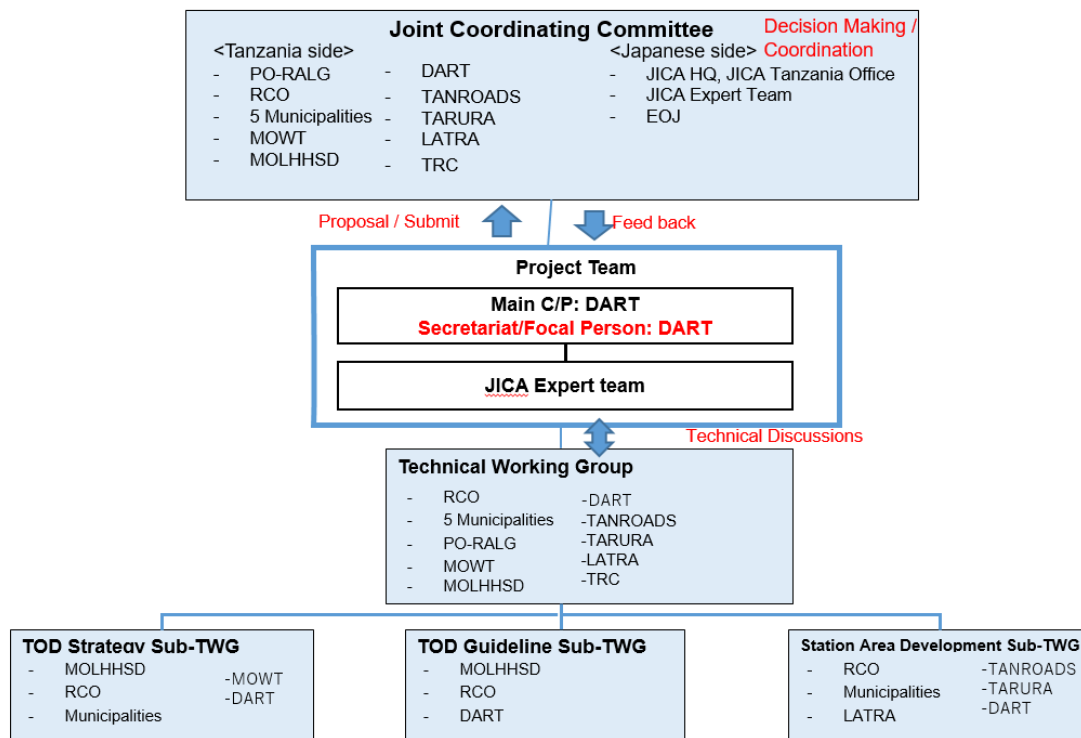 Joint Coordinating Committee
Decision Making /
Coordination
<Tanzania side>
- PO-RALG
- RCO
- 5 Municipalities
- MOWT
- MOLHHSD
- DART
- TANROADS
- TARURA
- LATRA
- TRC
<Japanese side>
- JICA HQ, JICA Tanzania Office
- JICA Expert Team
- EOJ
Proposal / Submit
Feed back
Project Team
Main C/P: DART
Secretariat/Focal Person: DART
JICA Expert team
Technical Discussions
Technical Working Group
- RCO
- 5 Municipalities
- PO-RALG
- MOWT
- MOLHHSD
-DART
-TANROADS
-TARURA
-LATRA
-TRC
TOD Strategy Sub-TWG
- MOLHHSD
- RCO
- Municipalities
-MOWT
-DART
TOD Guideline Sub-TWG
- MOLHHSD
- RCO
- DART
Station Area Development Sub-TWG
- RCO
- Municipalities
- LATRA
-TANROADS
-TARURA
-DART